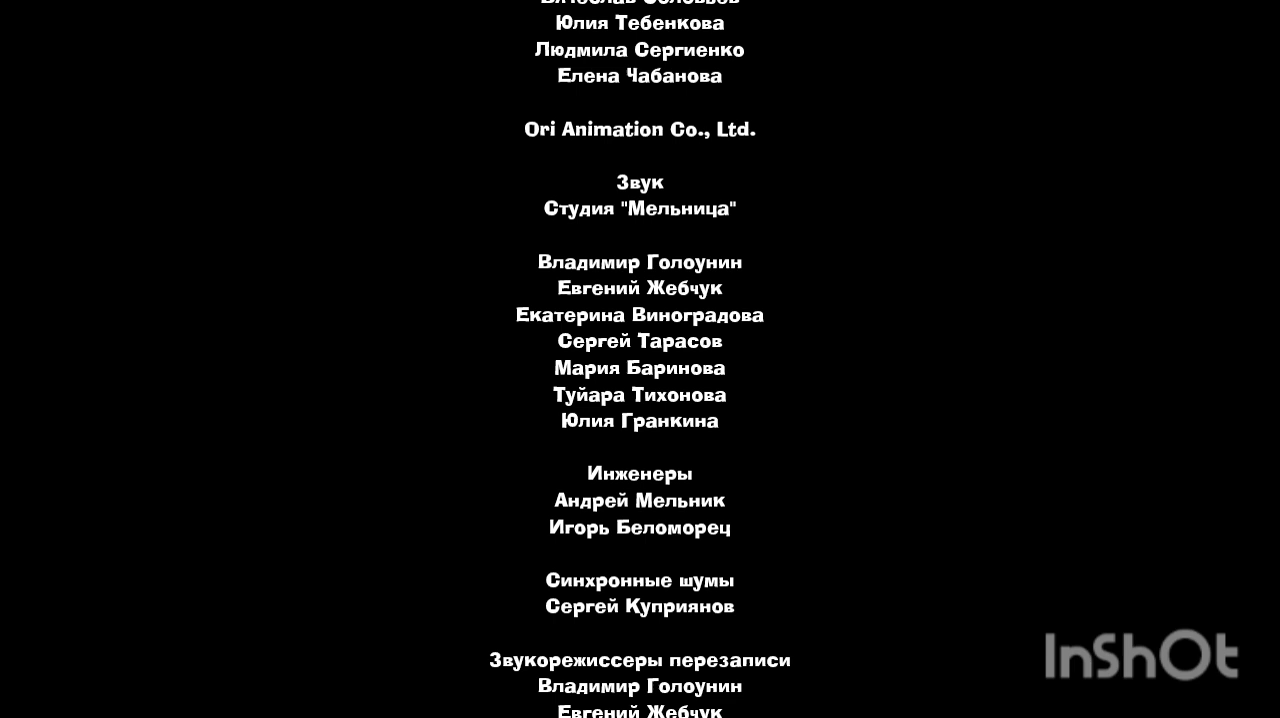 Юлия Тебенкова
Людмила Сергиенко
Елена Чабанова
Ori Animation Co., Ltd.
Звук
Студия "Мельница"
Владимир Голоунин
Евгений Жебчук
Екатерина Виноградова
Сергей Тарасов
Мария Баринова
Туйара Тихонова
Юлия Гранкина
Инженеры
Андрей Мельник
Игорь Беломорец
Синхронные шумы
Сергей Куприянов
Звукорежиссеры перезаписи
Владимир Голоунин
Евгений Жебчук
InShOt